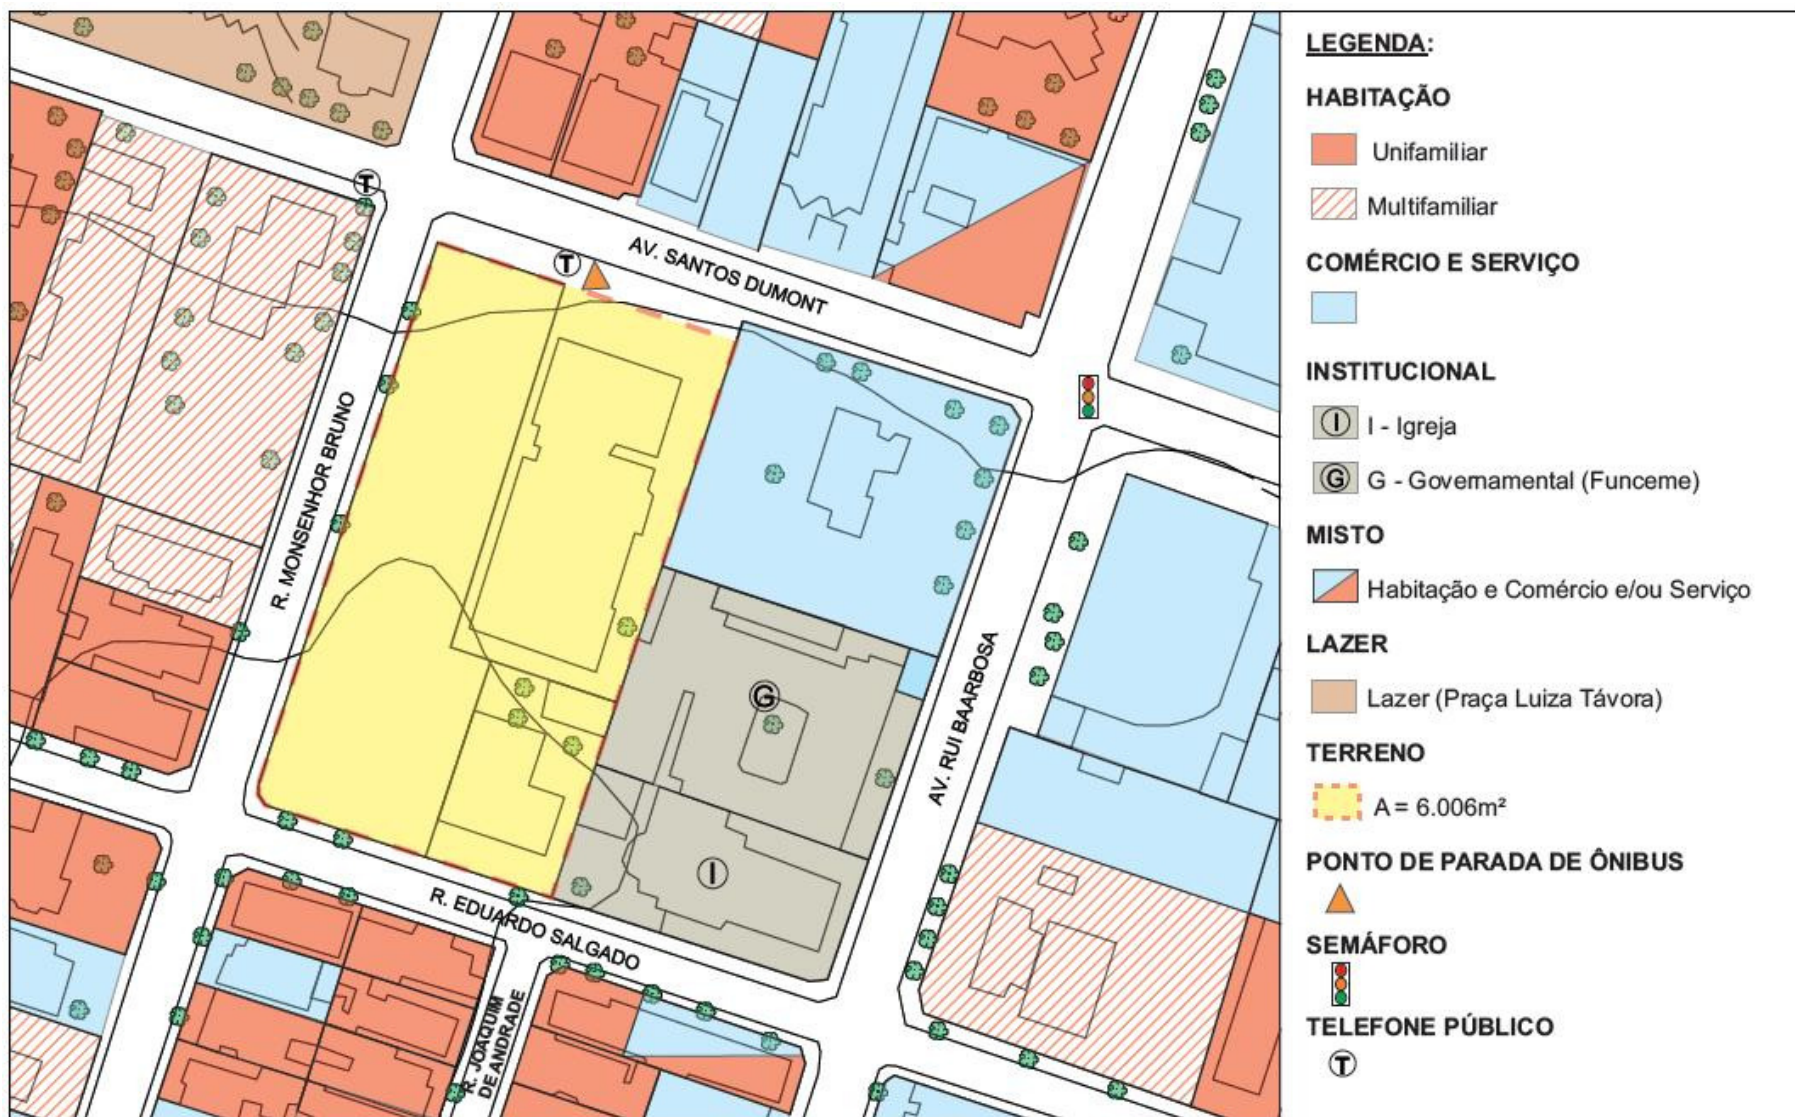 AV. SANTOS DUMONT
R. MONSENHOR BRUNO
AV. RUI BAARBOSA
R. EDUARDO SALGADO
R. JOAQUIM
DE ANDRADE
T
T
G
I
LEGENDA:
HABITAÇÃO
Unifamiliar
Multifamiliar
COMÉRCIO E SERVIÇO
INSTITUCIONAL
I I - Igreja
G G - Governamental (Funceme)
MISTO
Habitação e Comércio e/ou Serviço
LAZER
Lazer (Praça Luiza Távora)
TERRENO
A = 6.006m²
PONTO DE PARADA DE ÔNIBUS
SEMÁFORO
TELEFONE PÚBLICO
T